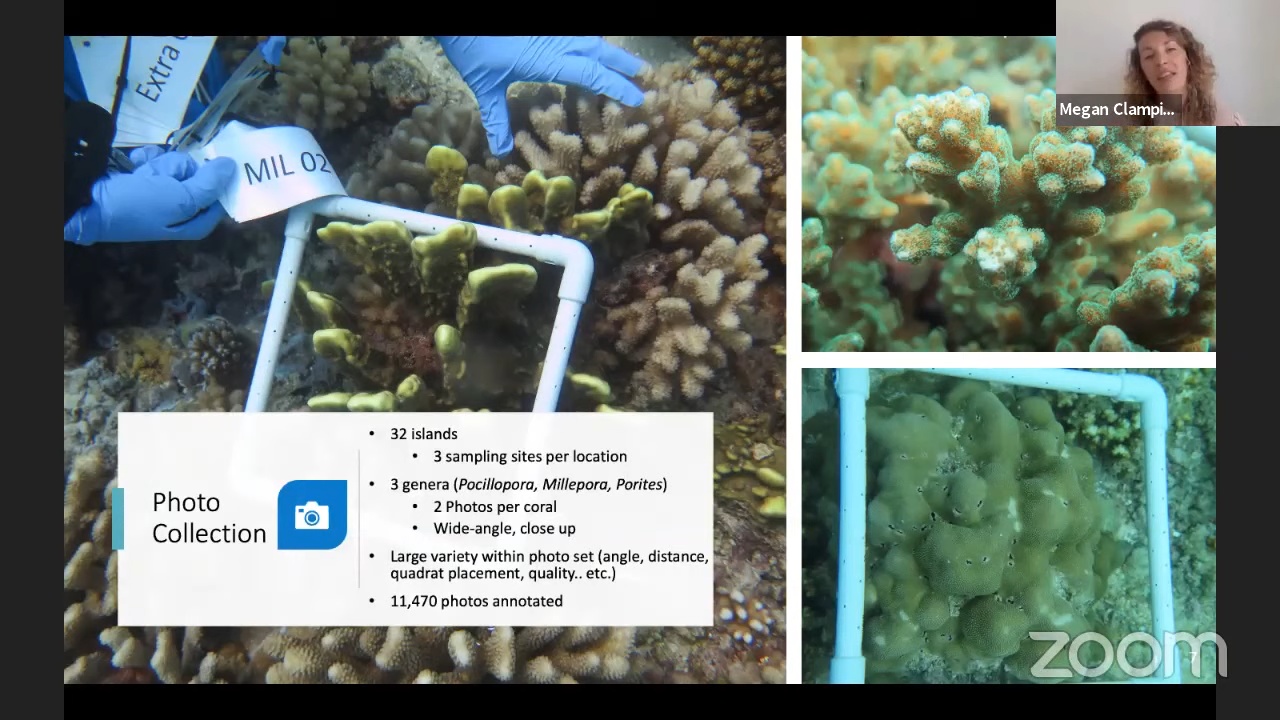 Extra
MIL 02
Megan Clampi...
Photo
Collection
• 32 islands
• 3 sampling sites per location
• 3 genera (Pocillopora, Millepora, Porites)
• 2 Photos per coral
• Wide-angle, close up
• Large variety within photo set (angle, distance,
quadrat placement, quality.. etc.)
• 11,470 photos annotated
zoom
7